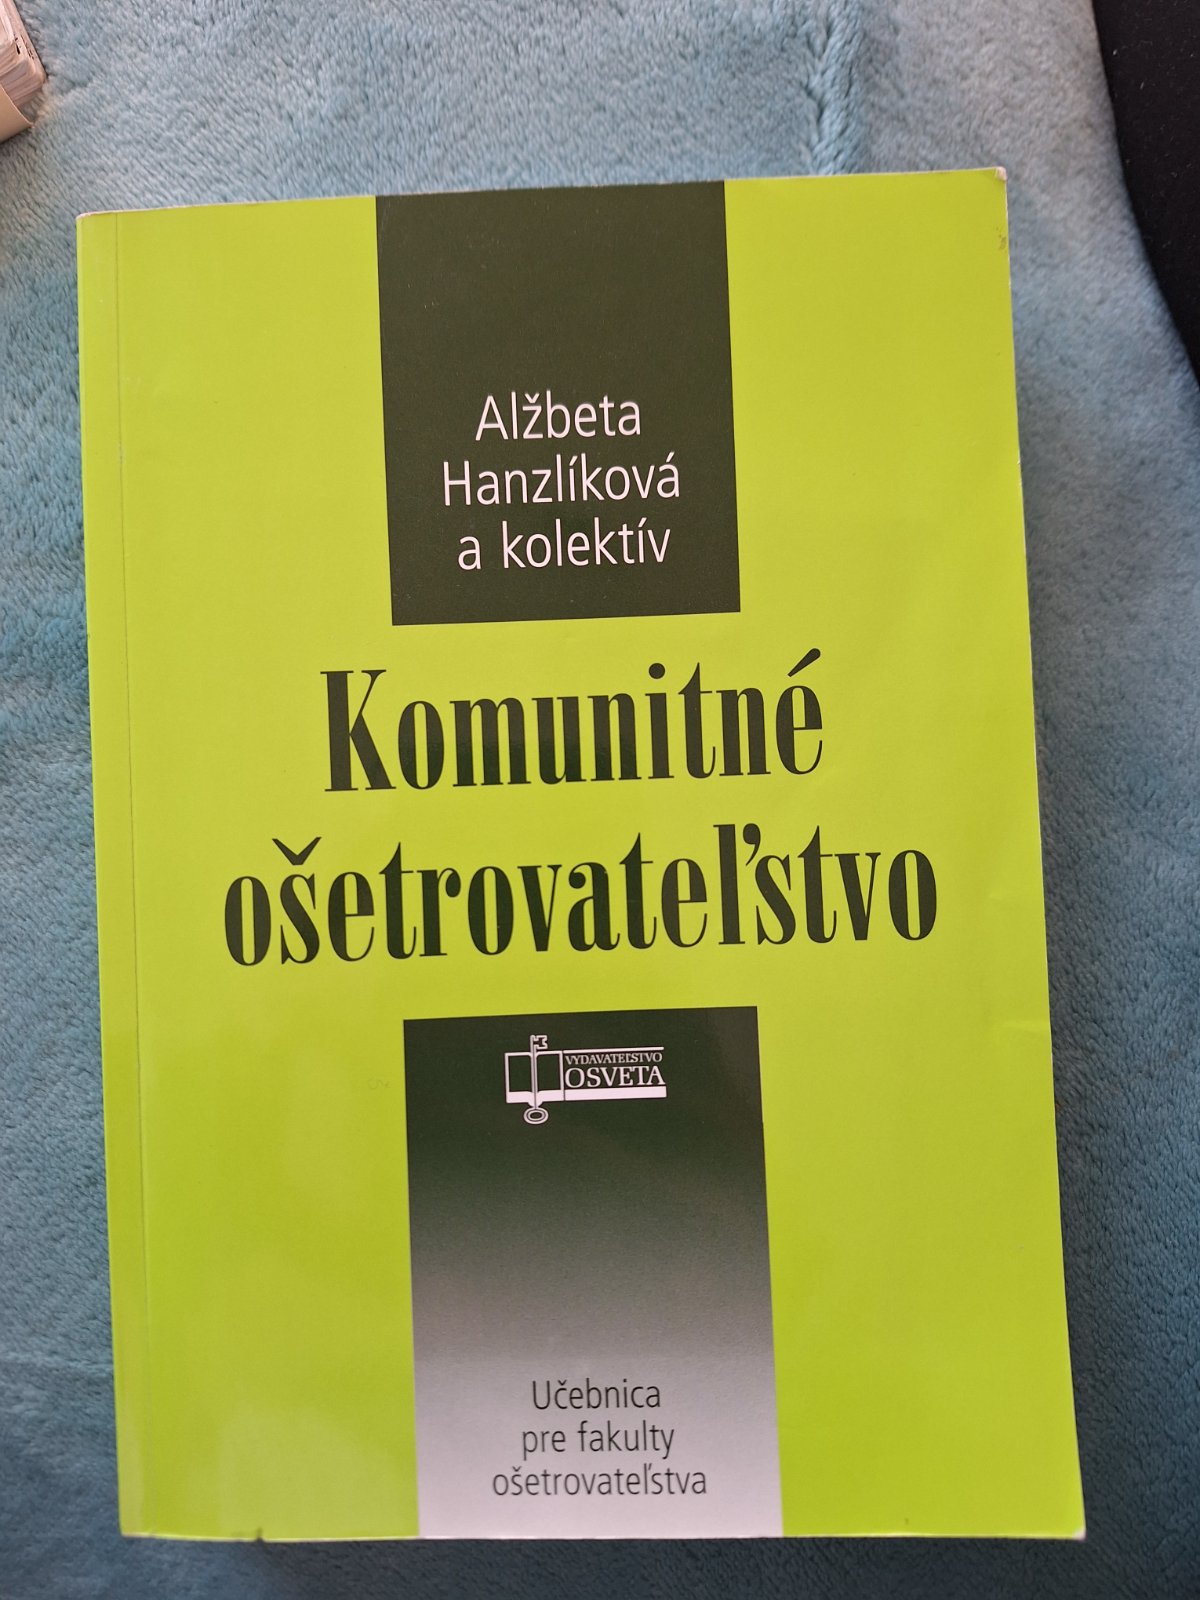 Alžbeta
Hanzlíková
a kolektív
Komunitné
ošetrovateľstvo
VYDAVATEĽSTVO
OSVETA
Učebnica
pre fakulty
ošetrovateľstva